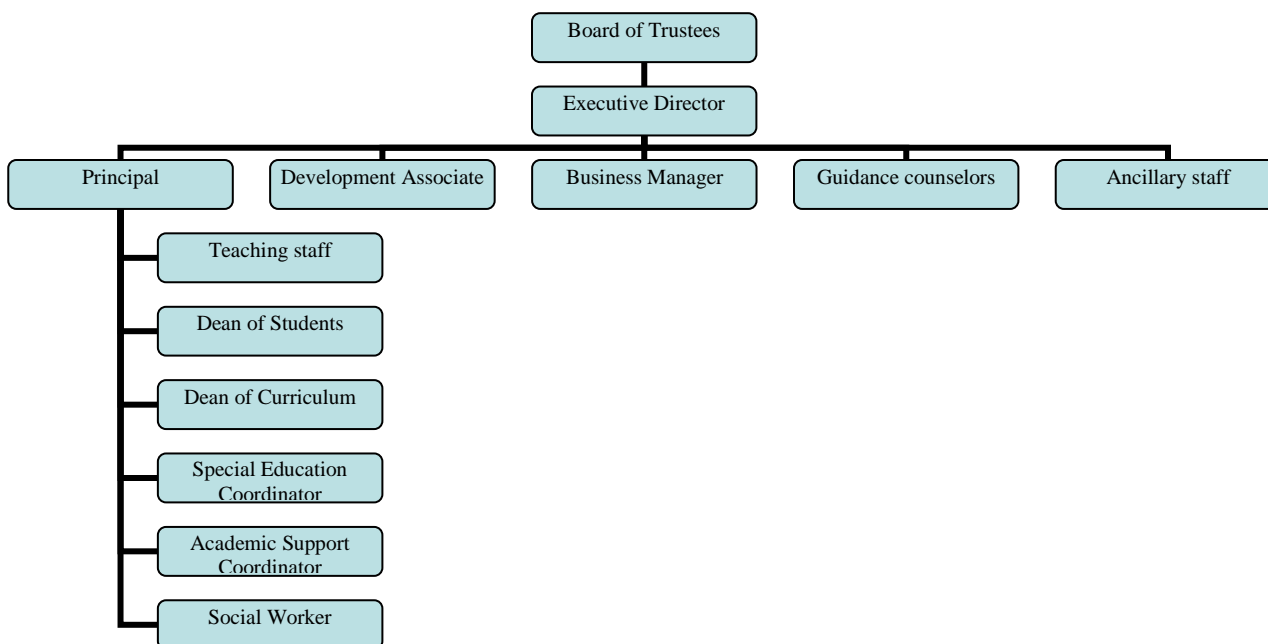 Board of Trustees
Executive Director
Principal
Development Associate
Business Manager
Guidance counselors
Ancillary staff
Teaching staff
Dean of Students
Dean of Curriculum
Special Education
Coordinator
Academic Support
Coordinator
Social Worker